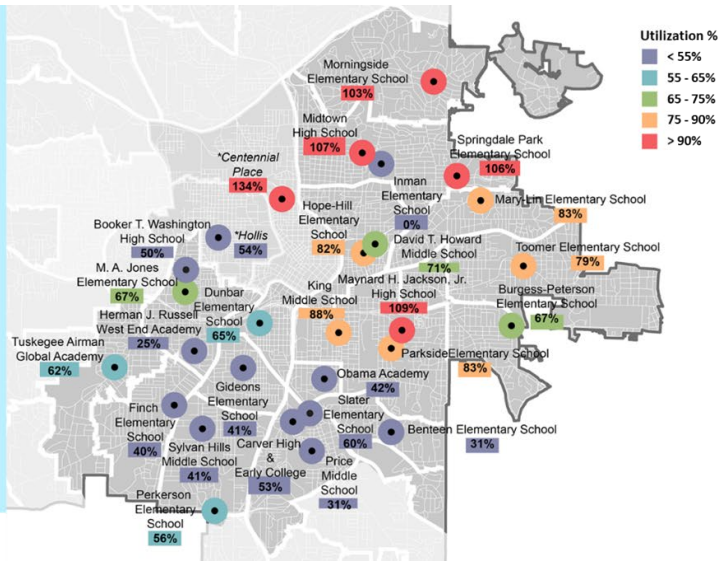 Utilization %
< 55%
55 - 65%
65 - 75%
75 - 90%
> 90%
Morningside
Elementary School
103%
Midtown
High School
107%
Springdale Park
Elementary School
106%
*Centennial
Place
134%
Inman
Elementary
School
0%
Mary-Lin Elementary School
83%
Hope-Hill
Elementary
School
82%
Booker T. Washington
High School
50%
*Hollis
54%
David T. Howard
Middle School
71%
Toomer Elementary School
79%
M. A. Jones
Elementary School
67%
Dunbar
Elementary
School
65%
King
Middle School
88%
Maynard H. Jackson, Jr.
High School
109%
Burgess-Peterson
Elementary School
67%
Herman J. Russell
West End Academy
25%
Tuskegee Airman
Global Academy
62%
ParksideElementary School
83%
Obama Academy
42%
Gideons
Elementary
School
41%
Slater
Elementary
School
60%
Finch
Elementary
School
40%
Sylvan Hills
Middle School
41%
Carver High
&
Early College
53%
Benteen Elementary School
31%
Price
Middle
School
31%
Perkerson
Elementary
School
56%